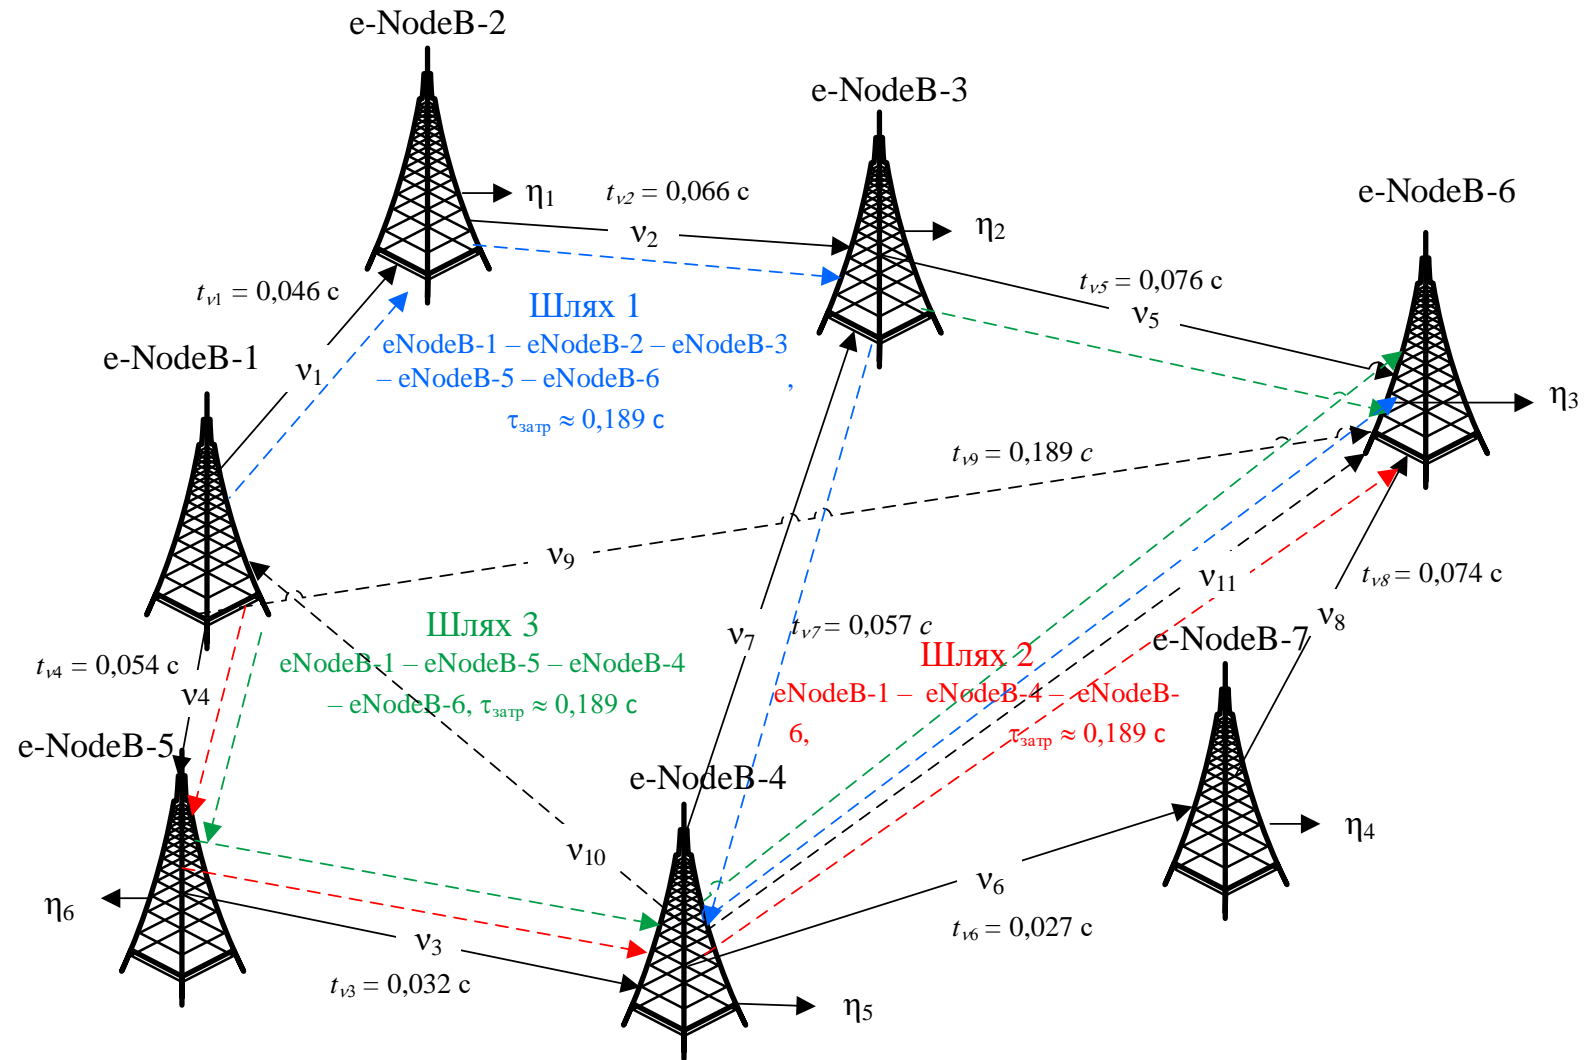 e-NodeB-2
e-NodeB-3
e-NodeB-6
η1
tν2 = 0,066 с
ν2
η2
tν1 = 0,046 с
tν5 = 0,076 с
ν5
Шлях 1
eNodeB-1 – eNodeB-2 – eNodeB-3
– eNodeB-5 – eNodeB-6 ,
τзатр ≈ 0,189 с
e-NodeB-1
ν1
η3
tν9 = 0,189 с
ν9
ν11
tν8 = 0,074 с
ν8
Шлях 3
eNodeB-1 – eNodeB-5 – eNodeB-4
– eNodeB-6, τзатр ≈ 0,189 с
ν7
tν7 = 0,057 с
Шлях 2
eNodeB-1 – eNodeB-4 – eNodeB-
6, τзатр ≈ 0,189 с
e-NodeB-7
tν4 = 0,054 с
ν4
e-NodeB-5
e-NodeB-4
ν10
η4
ν6
tν6 = 0,027 с
η6
ν3
tν3 = 0,032 с
η5